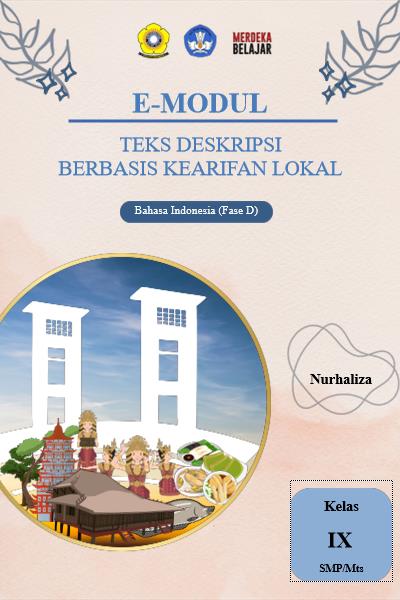 MERDEKA
BELAJAR
E-MODUL
TEKS DESKRIPSI
BERBASIS KEARIFAN LOKAL
Bahasa Indonesia (Fase D)
Nurhaliza
Kelas
IX
SMP/Mts